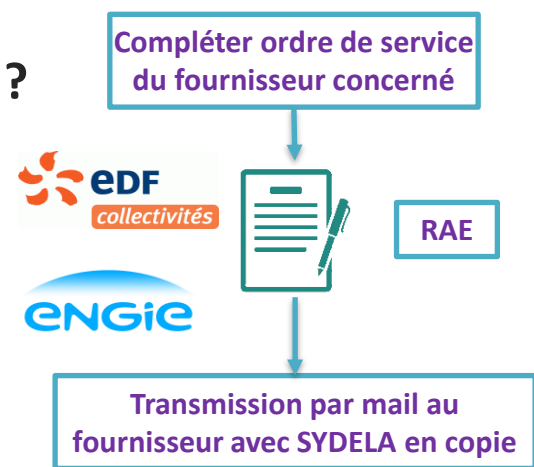 Compléter ordre de service
du fournisseur concerné
?
eDF
collectivités
RAE
ENGIE
Transmission par mail au
fournisseur avec SYDELA en copie